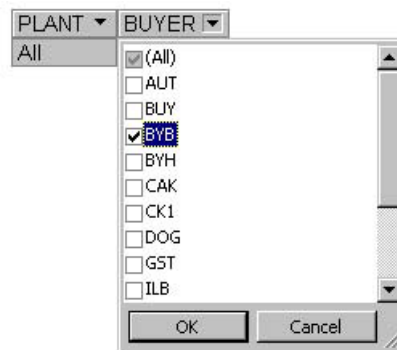 PLANT BUYER
All
(All)
AUT
BUY
BYB
BYH
CAK
CK1
DOG
GST
ILB
OK Cancel